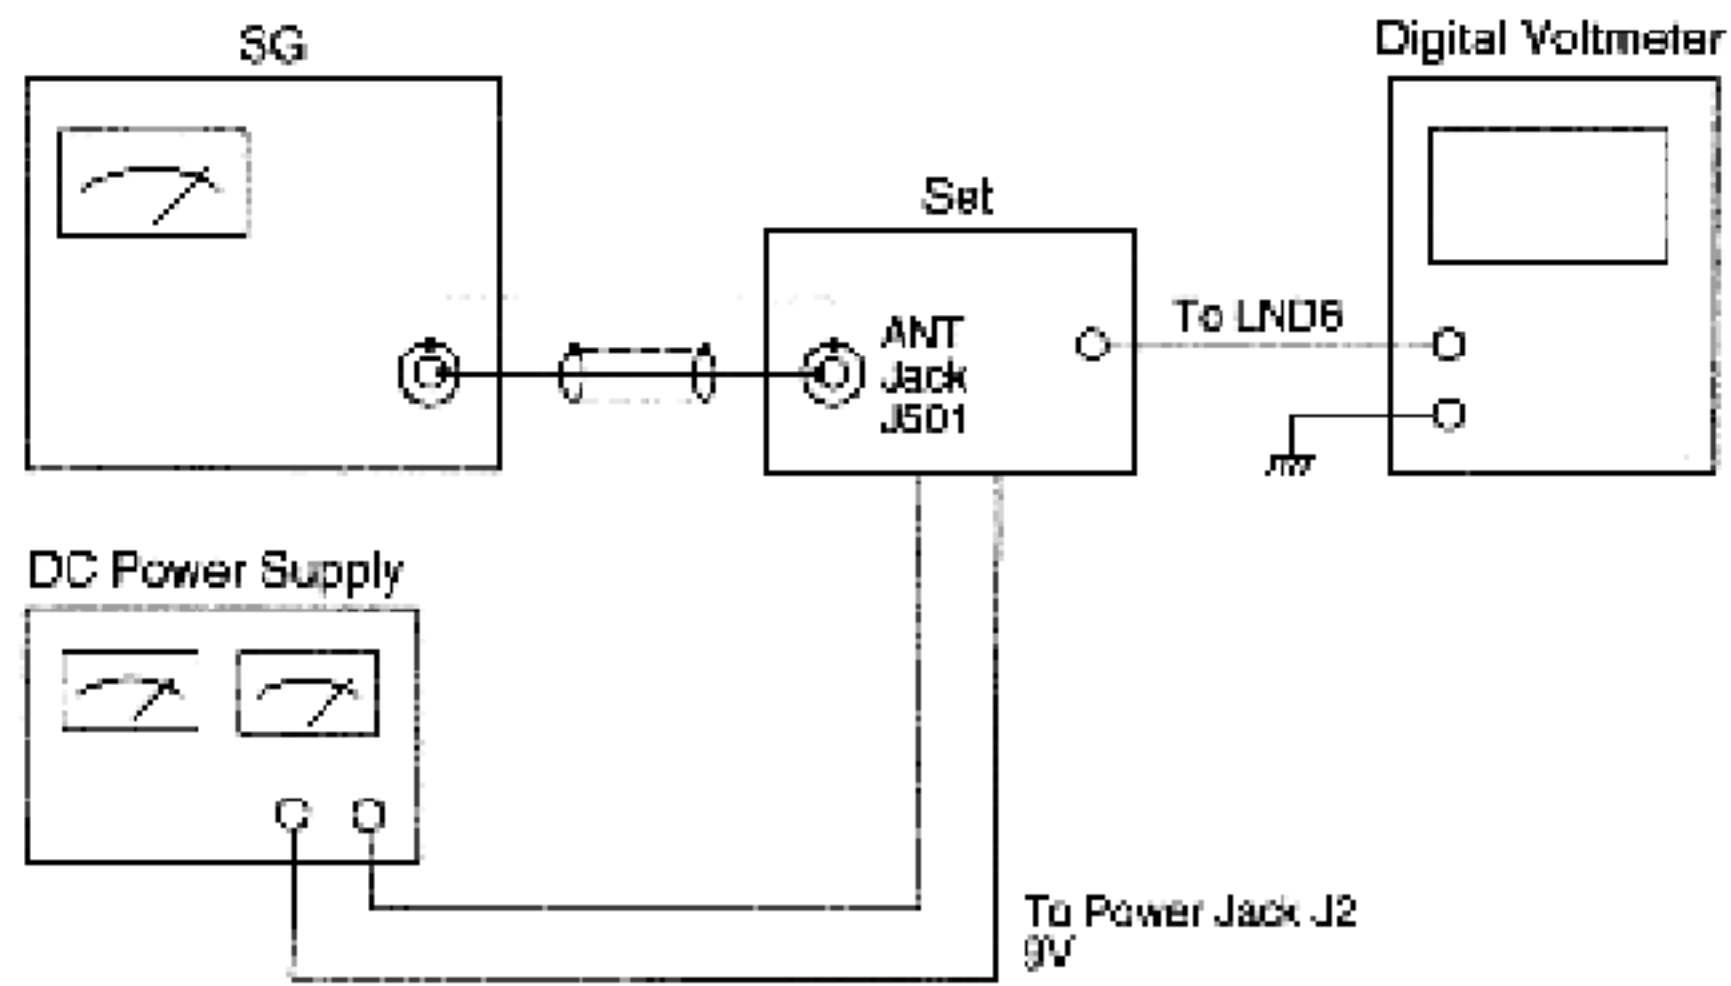 SG
Digital Voltmeter
Set
To LND6
ANT
Jack
J501
DC Power Supply
To Power Jack J2
9V